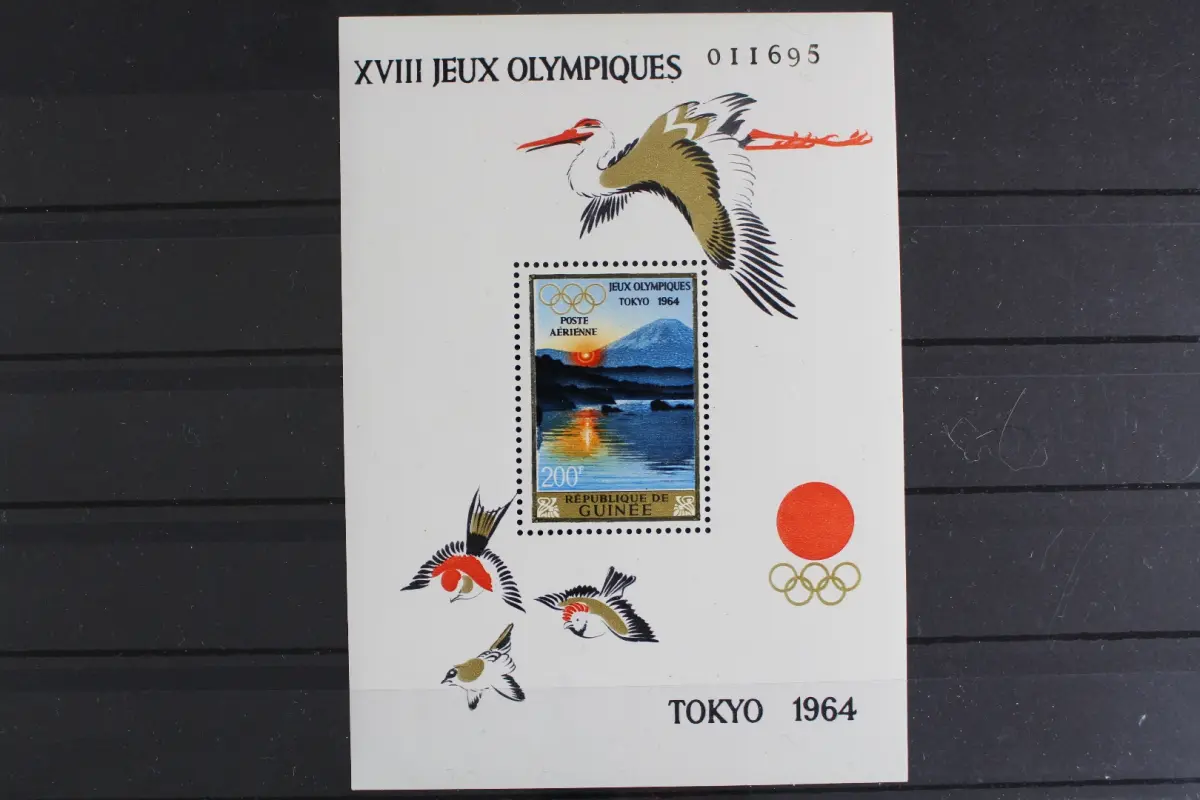 XVIII JEUX OLYMPIQUES 011695
JEUX OLYMPIQUES
TOKYO 1964
POSTE
AÉRIENNE
200F
RÉPUBLIQUE DE
GUINÉE
TOKYO 1964